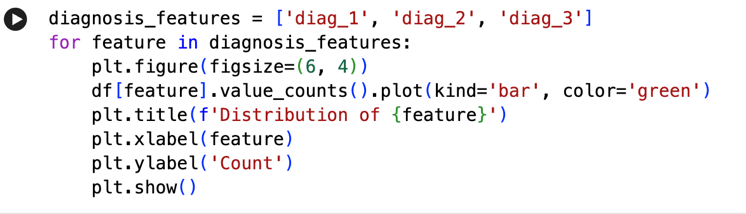 diagnosis_features = ['diag_1', 'diag_2', 'diag_3']
for feature in diagnosis_features:
    plt.figure(figsize=(6, 4))
    df[feature].value_counts().plot(kind='bar', color='green')
    plt.title(f'Distribution of {feature}')
    plt.xlabel(feature)
    plt.ylabel('Count')
    plt.show()